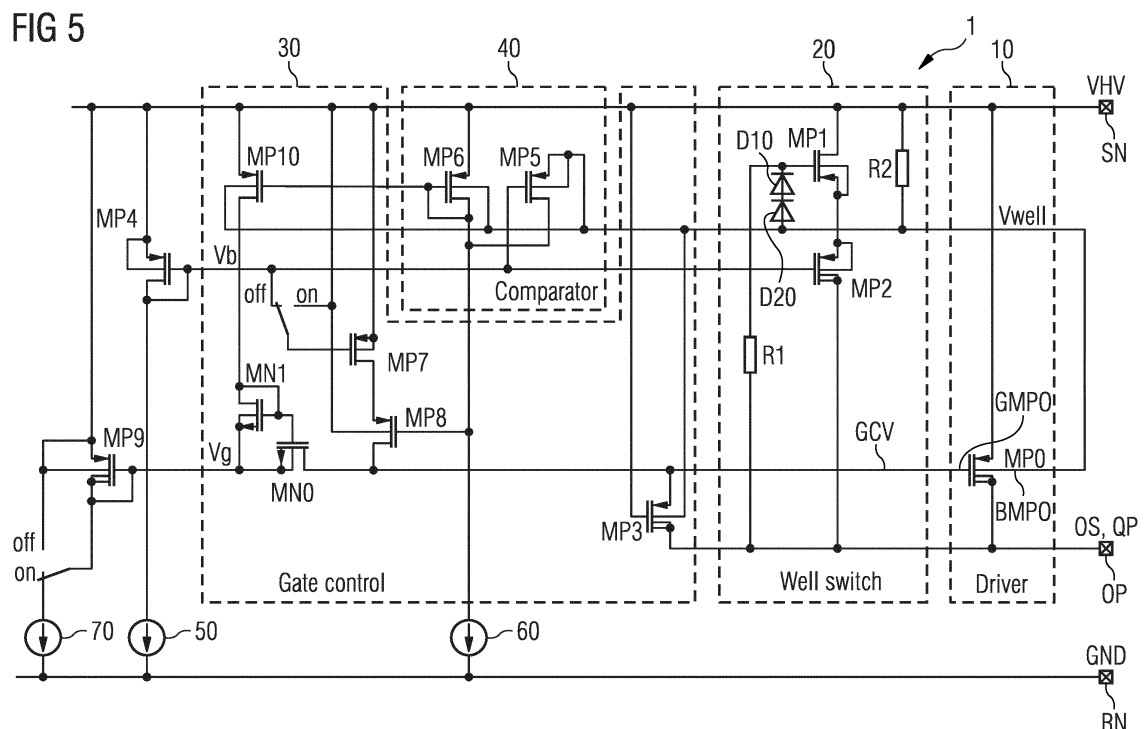 FIG 5
30
40
20
1
10
VHV
SN
MP10
MP6
MP5
D10
MP1
R2
MP4
Vwell
Vb
off
on
Comparator
D20
MP2
MP7
R1
MN1
MP8
GMPO
MP9
Vg
GCV
MP0
MN0
BMPO
MP3
OS, QP
off
on
Gate control
Well switch
Driver
OP
70
50
60
GND
RN